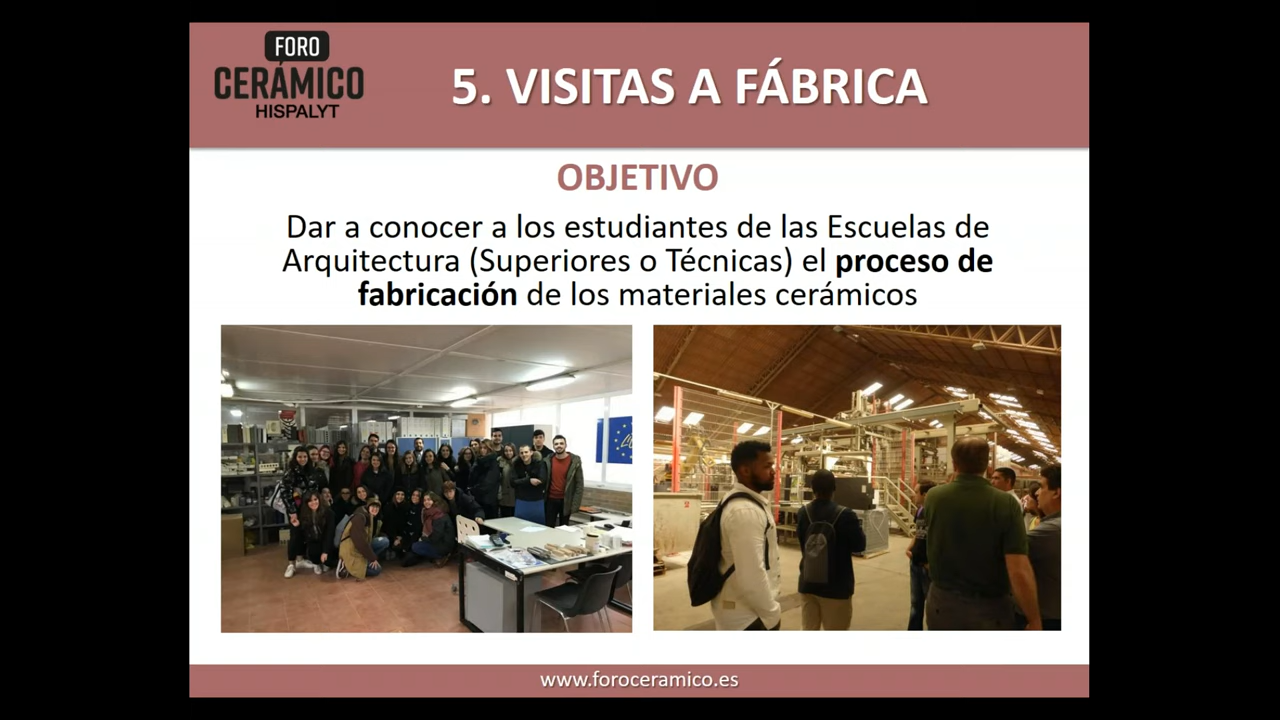 FORO
CERÁMICO
HISPALYT
5. VISITAS A FÁBRICA
OBJETIVO
Dar a conocer a los estudiantes de las Escuelas de
Arquitectura (Superiores o Técnicas) el proceso de
fabricación de los materiales cerámicos
www.foroceramico.es